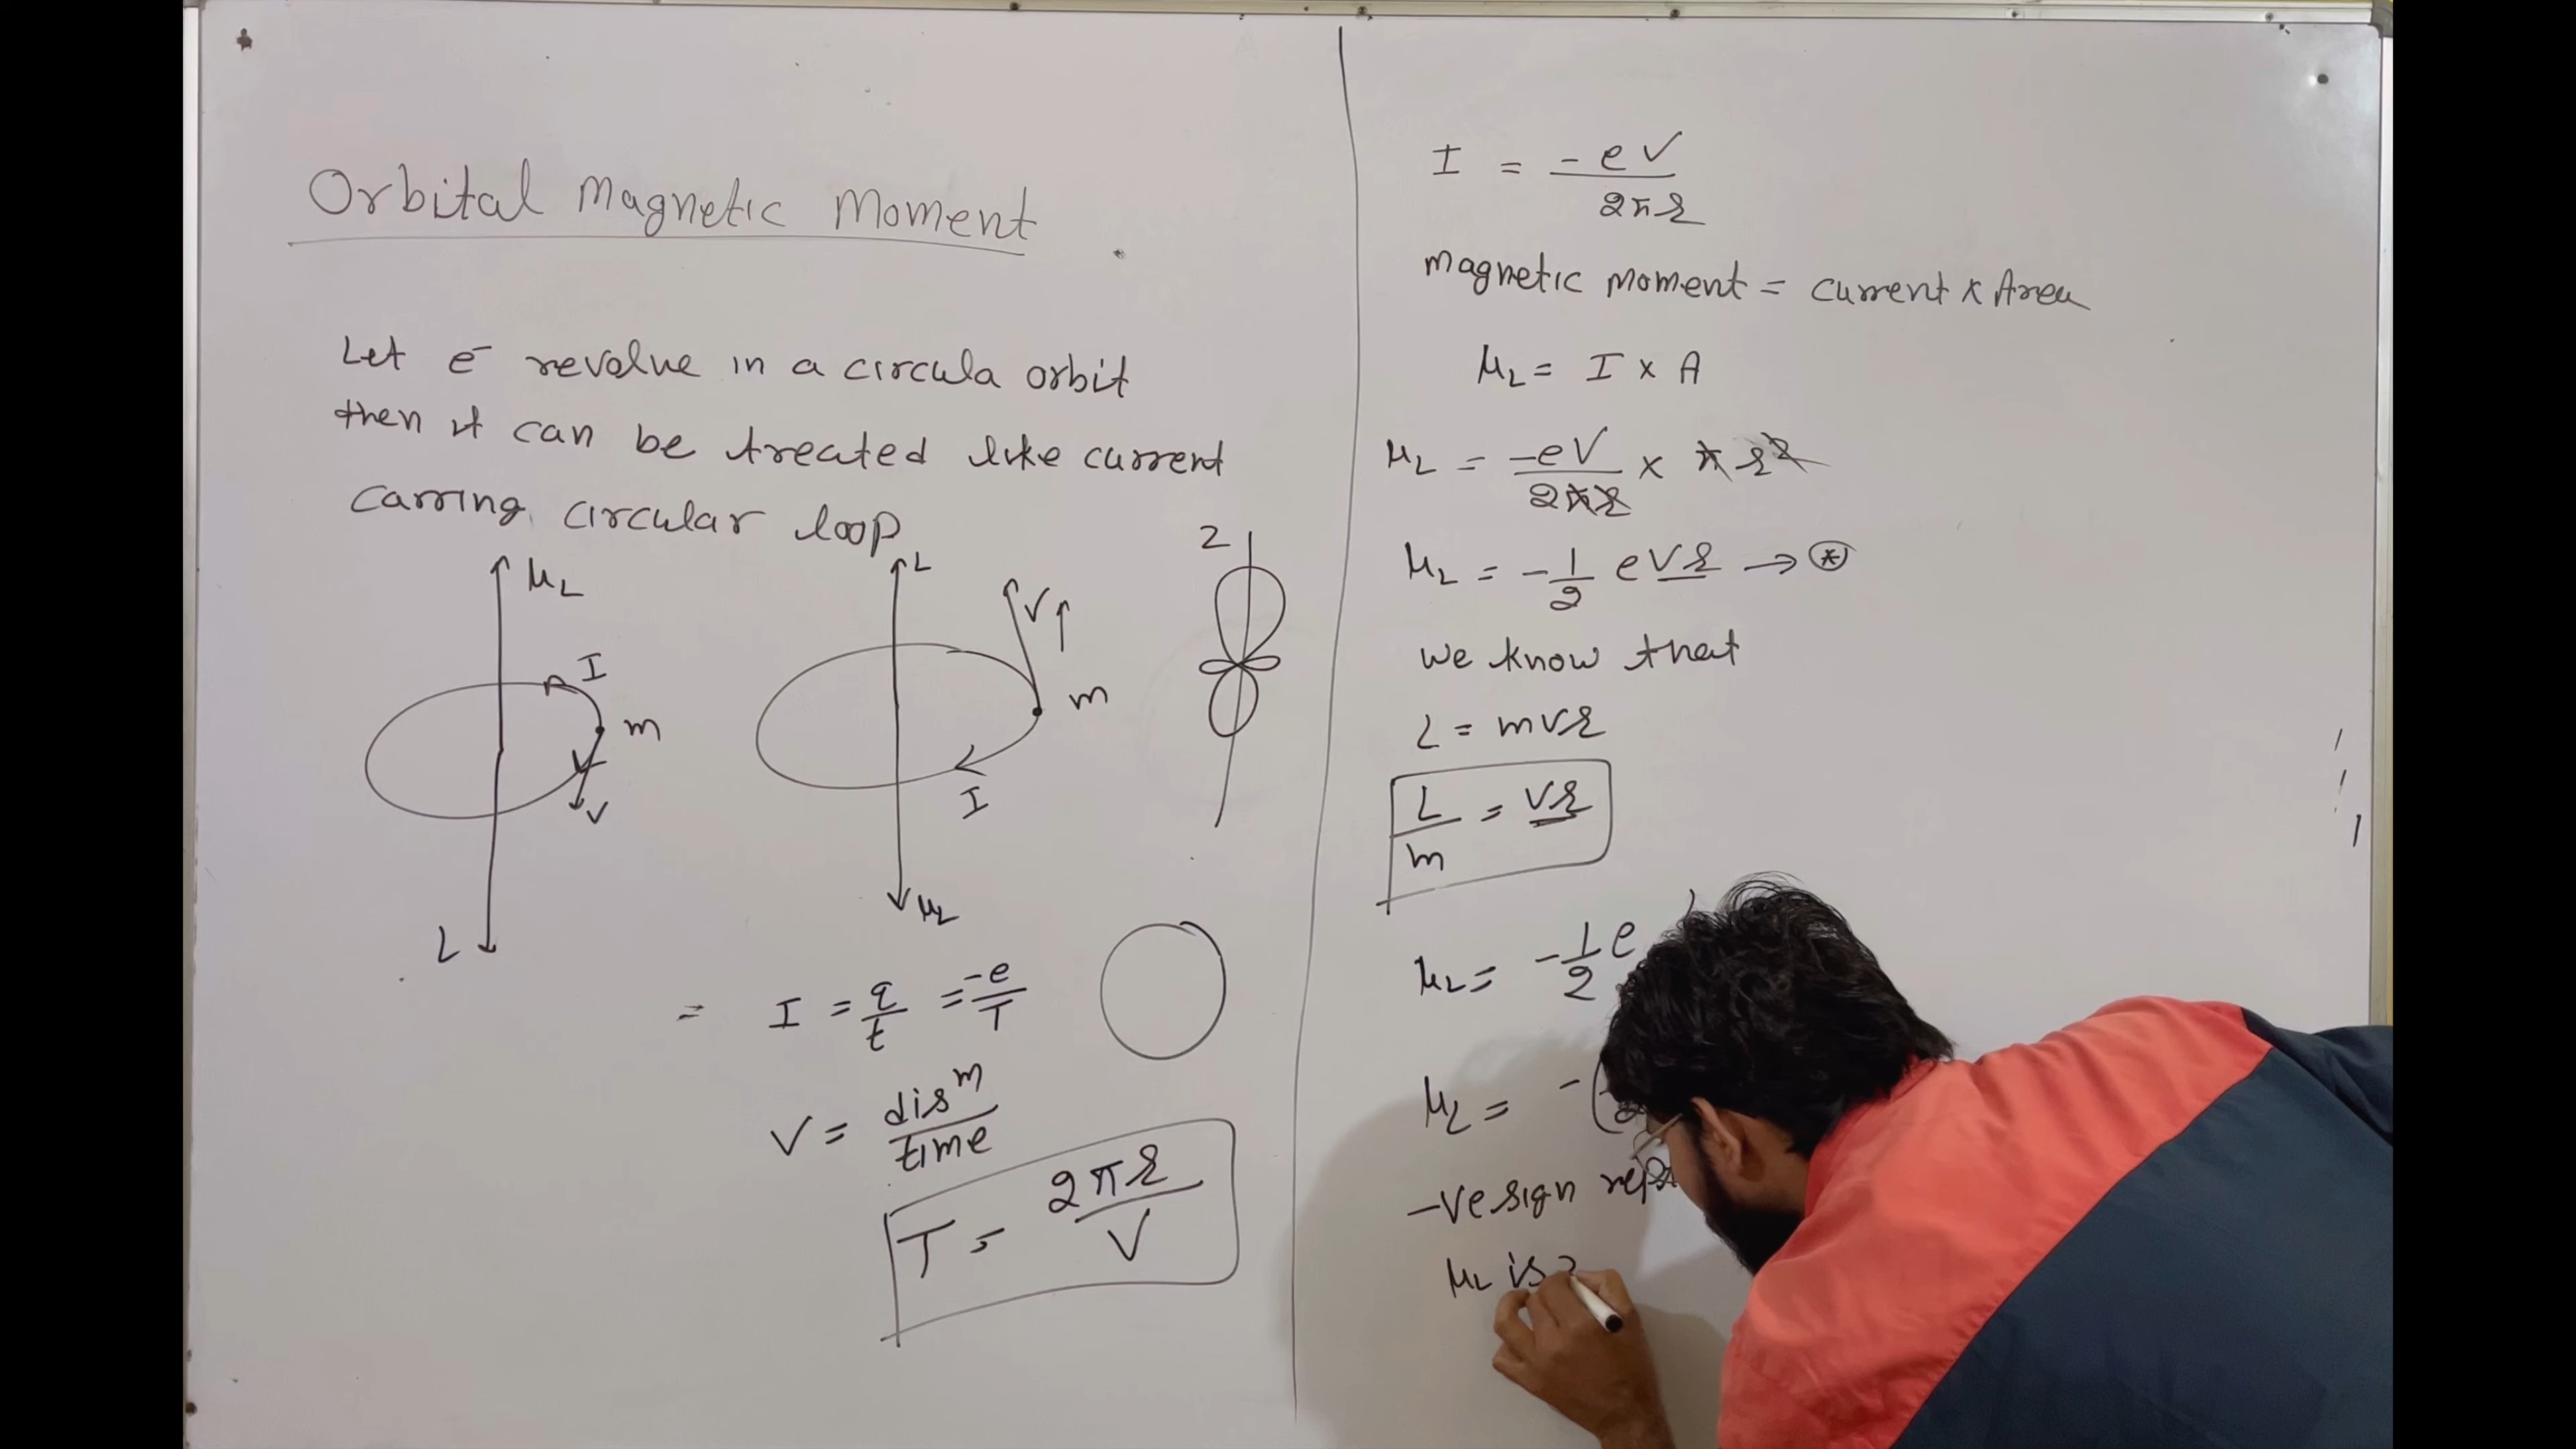 Orbital Magnetic Moment
Let e⁻ revolve in a circula orbit
then it can be treated like current
carring circular loop
μL
I
m
V
L
L
V
m
I
μL
Z
= I = q/t = -e/T
V = disᵐ/time
T = 2πr/V
I = -eV/2πr
magnetic moment = current × Area
μL = I × A
μL = -eV/2πr × πr²
μL = -1/2 eVr → ⊛
we know that
L = mvr
L/m = vr
μL = -1/2 e
μL = -(
-ve sign
μL is